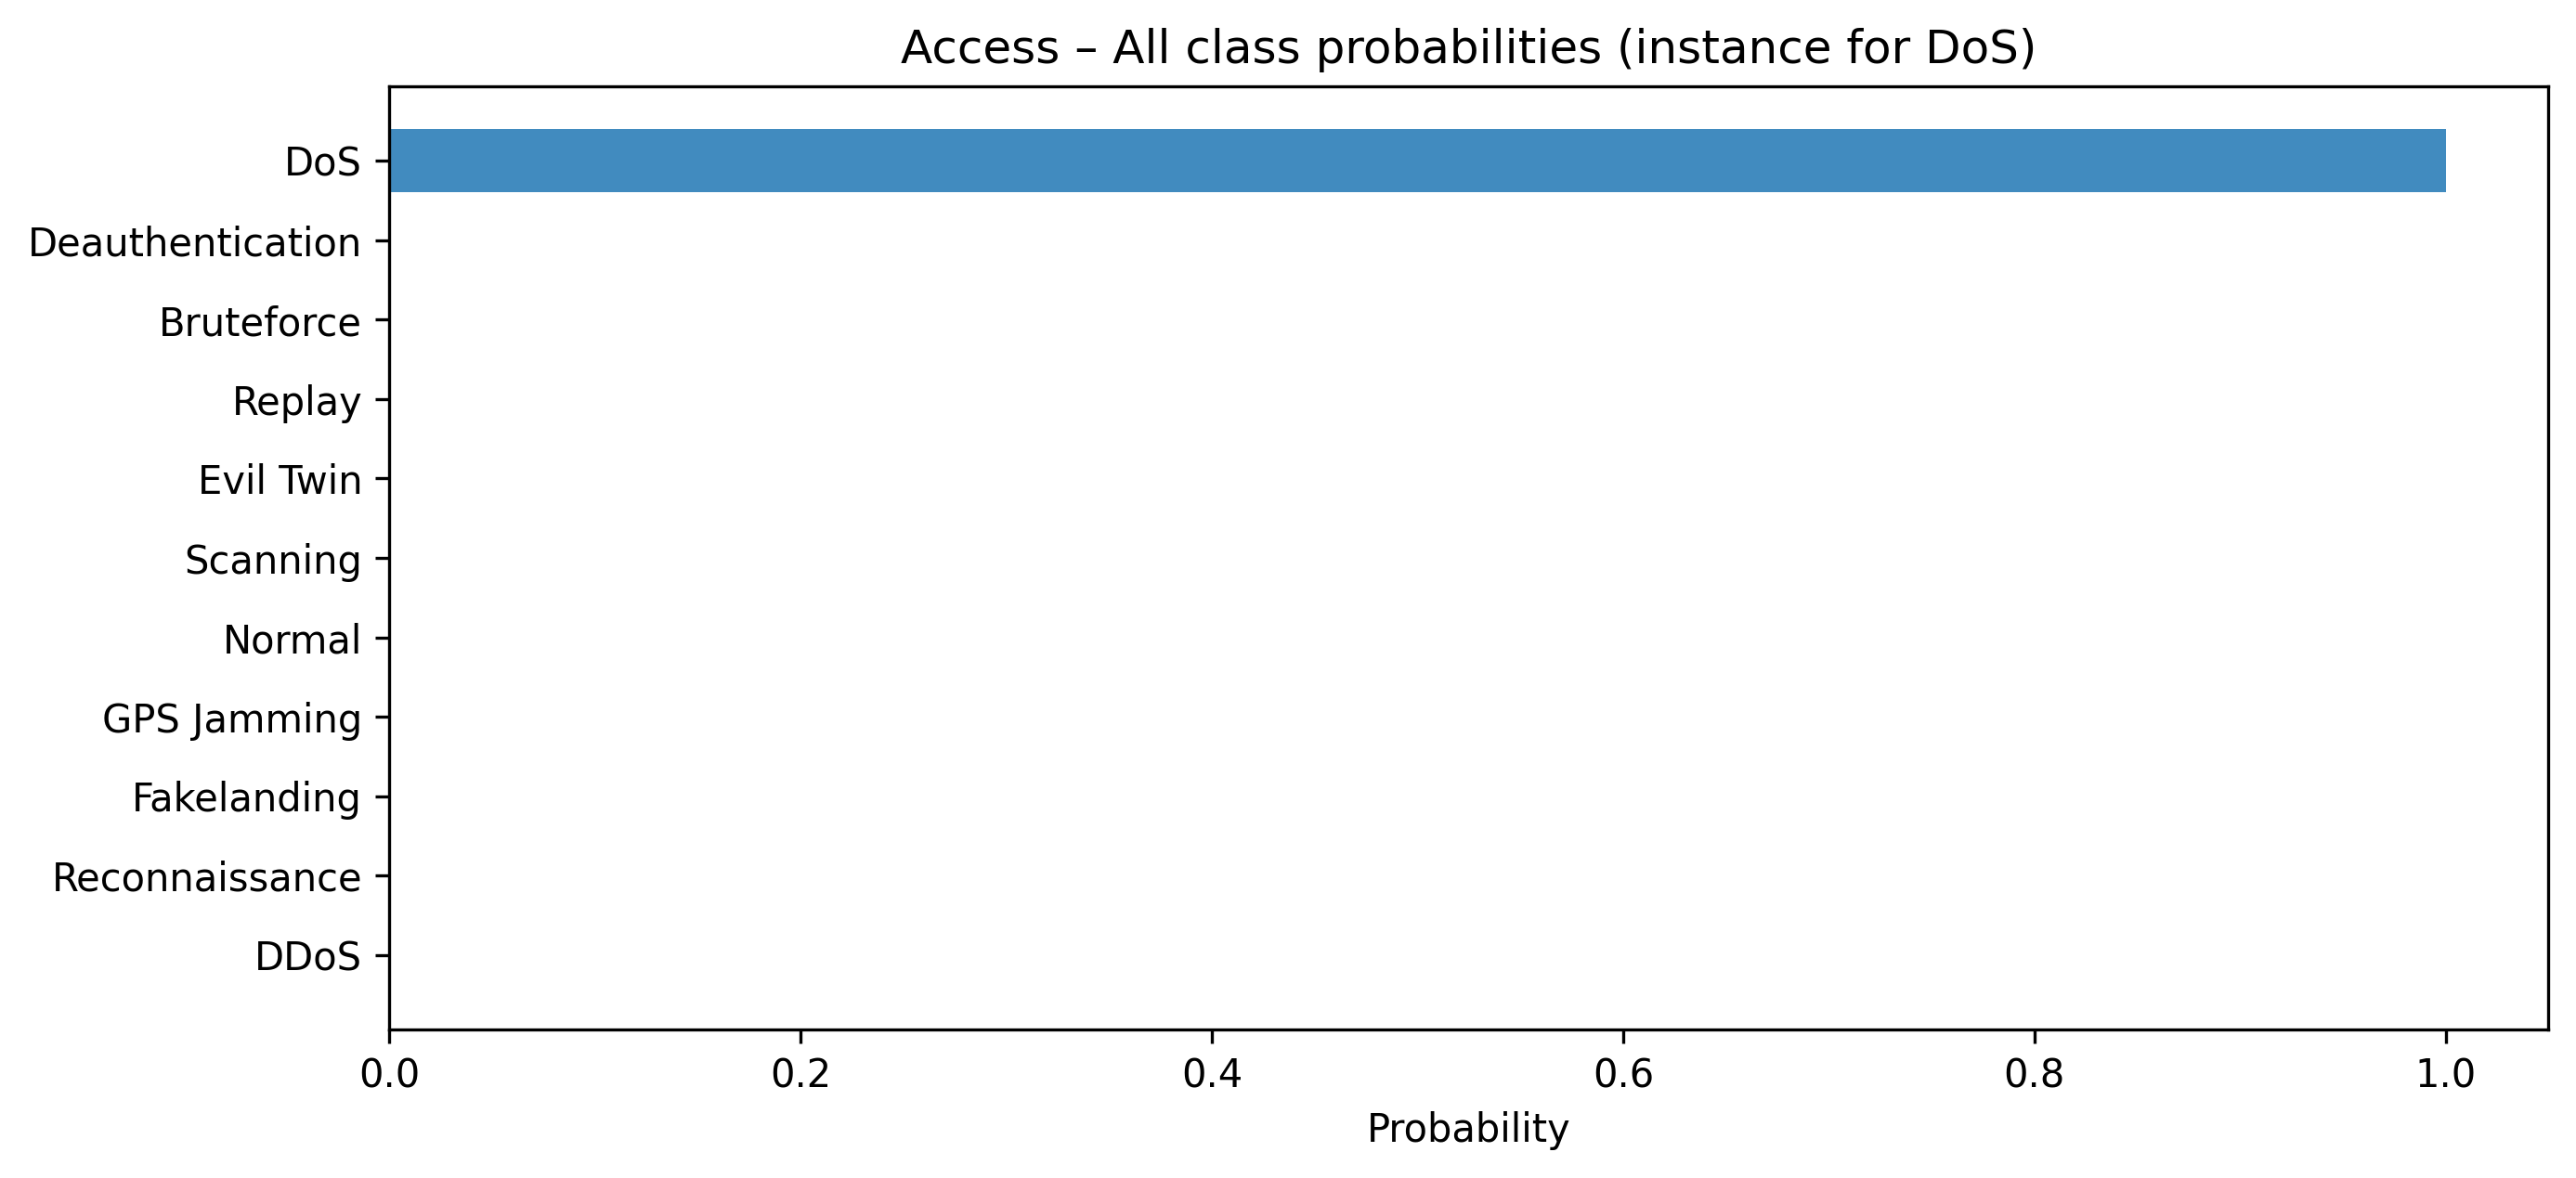 Access – All class probabilities (instance for DoS)
DoS
Deauthentication
Bruteforce
Replay
Evil Twin
Scanning
Normal
GPS Jamming
Fakelanding
Reconnaissance
DDoS
0.0 0.2 0.4 0.6 0.8 1.0
Probability